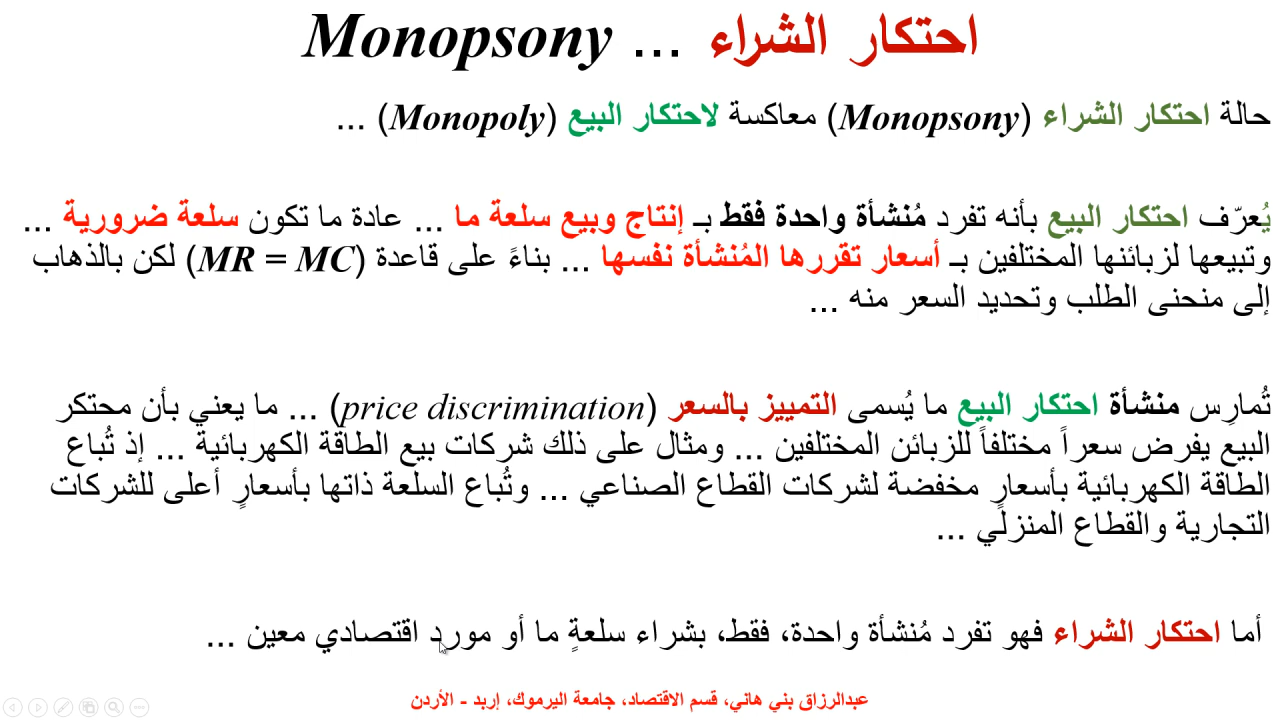 احتكار الشراء ... Monopsony
حالة احتكار الشراء (Monopsony) معاكسة لاحتكار البيع (Monopoly) ...
يُعرّف احتكار البيع بأنه تفرد مُنشأة واحدة فقط بـ إنتاج وبيع سلعة ما ... عادة ما تكون سلعة ضرورية ...
وتبيعها لزبائنها المختلفين بـ أسعار تقررها المُنشأة نفسها ... بناءً على قاعدة (MR = MC) لكن بالذهاب
إلى منحنى الطلب وتحديد السعر منه ...
تُمارِس منشأة احتكار البيع ما يُسمى التمييز بالسعر (price discrimination) ... ما يعني بأن محتكر
البيع يفرض سعراً مختلفاً للزبائن المختلفين ... ومثال على ذلك شركات بيع الطاقة الكهربائية ... إذ تُباع
الطاقة الكهربائية بأسعارٍ مخفضة لشركات القطاع الصناعي ... وتُباع السلعة ذاتها بأسعارٍ أعلى للشركات
التجارية والقطاع المنزلي ...
أما احتكار الشراء فهو تفرد مُنشأة واحدة، فقط، بشراء سلعةٍ ما أو موردٍ اقتصادي معين ...
عبدالرزاق بني هاني، قسم الاقتصاد، جامعة اليرموك، إربد - الأردن